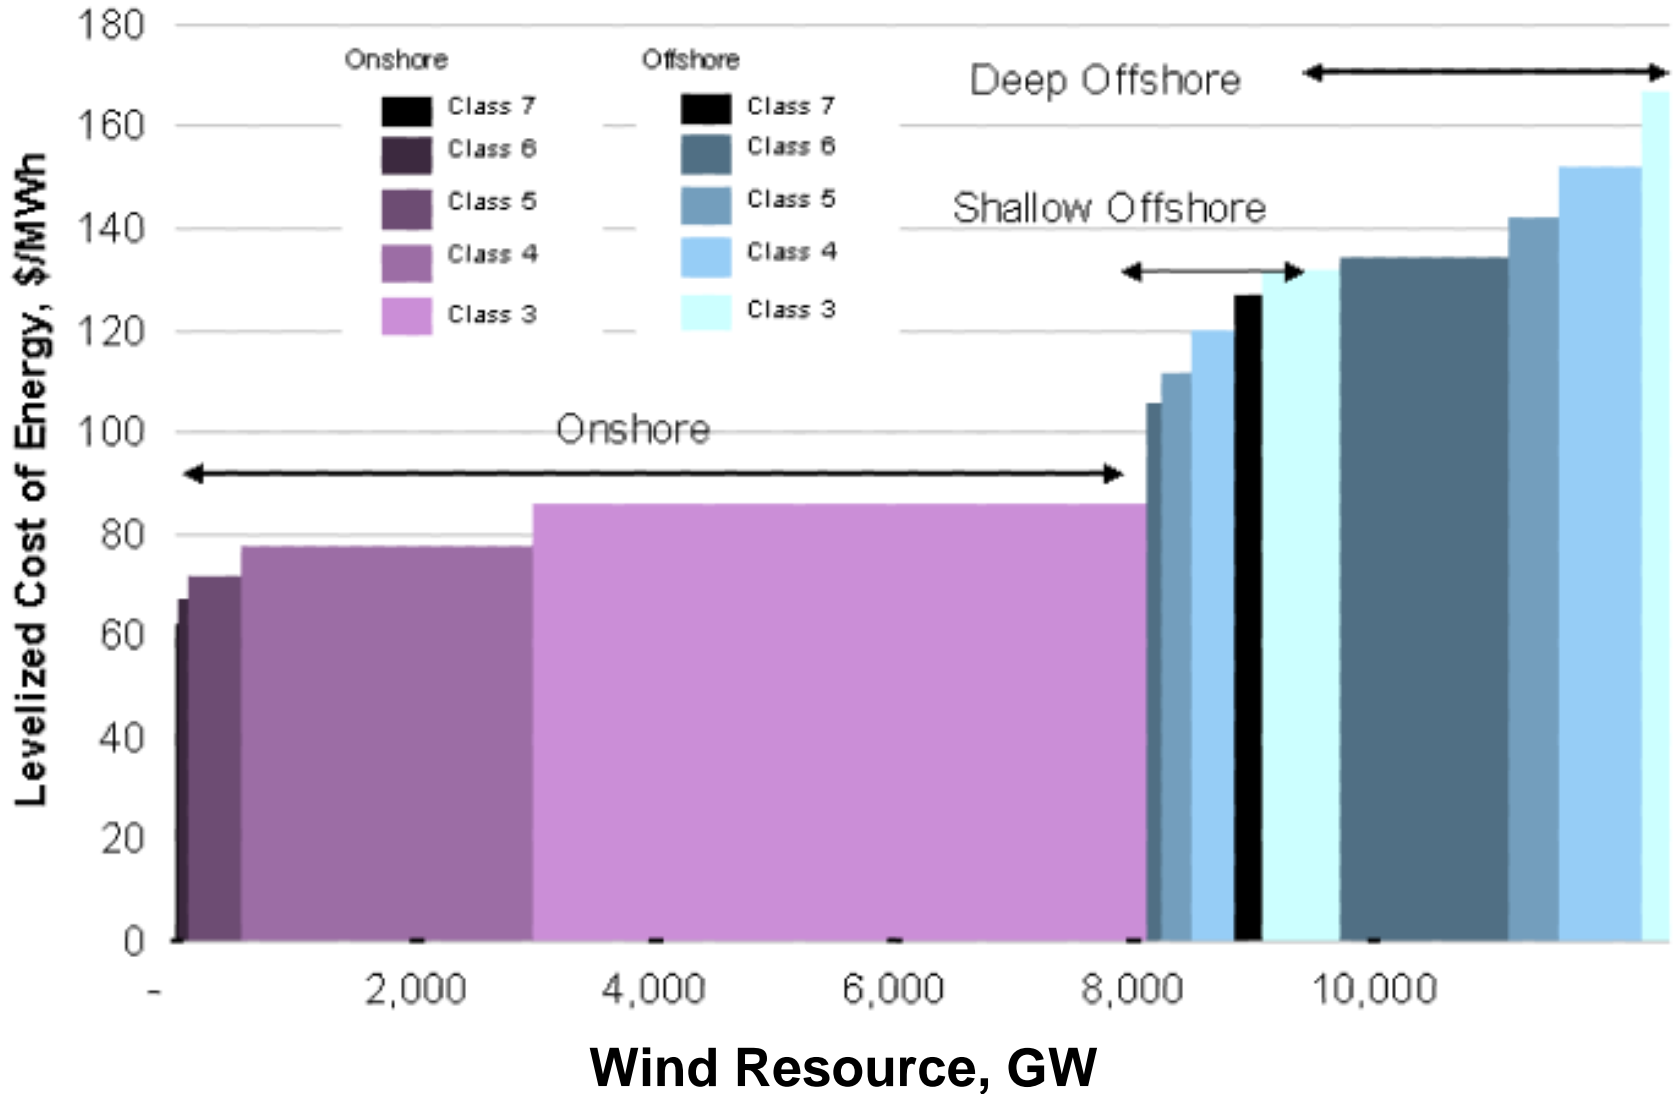 180
160
140
120
100
80
60
40
20
0
Levelized Cost of Energy, $/MWh
Onshore
Class 7
Class 6
Class 5
Class 4
Class 3
Offshore
Class 7
Class 6
Class 5
Class 4
Class 3
Deep Offshore
Shallow Offshore
Onshore
-
2,000
4,000
6,000
8,000
10,000
Wind Resource, GW